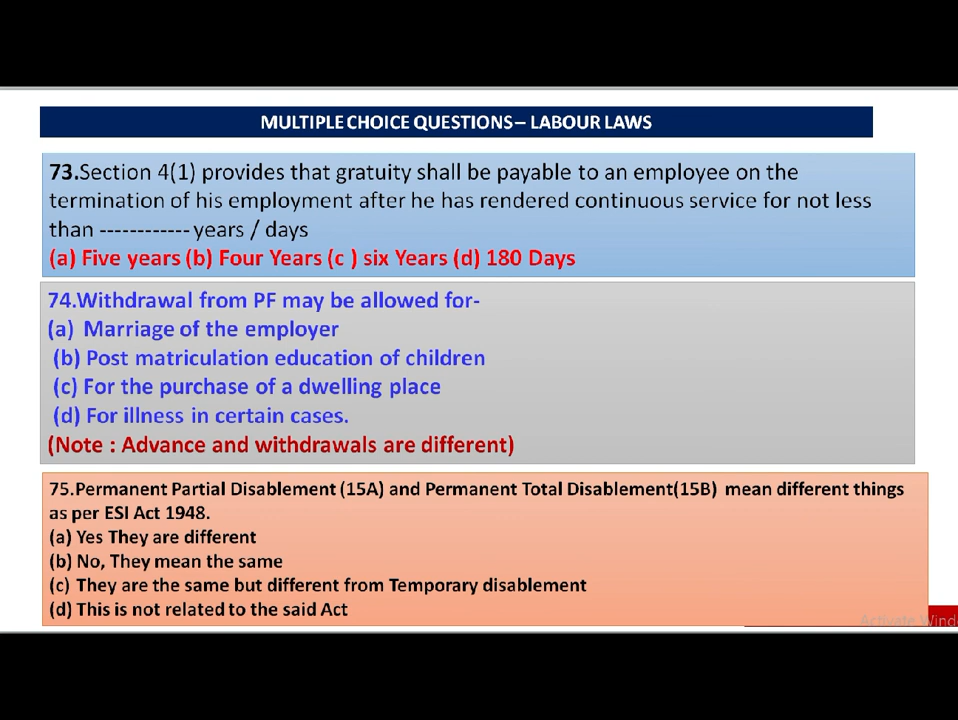 MULTIPLE CHOICE QUESTIONS – LABOUR LAWS
73.Section 4(1) provides that gratuity shall be payable to an employee on the
termination of his employment after he has rendered continuous service for not less
than ------------ years / days
(a) Five years (b) Four Years (c ) six Years (d) 180 Days
74.Withdrawal from PF may be allowed for-
(a) Marriage of the employer
(b) Post matriculation education of children
(c) For the purchase of a dwelling place
(d) For illness in certain cases.
(Note : Advance and withdrawals are different)
75.Permanent Partial Disablement (15A) and Permanent Total Disablement(15B) mean different things
as per ESI Act 1948.
(a) Yes They are different
(b) No, They mean the same
(c) They are the same but different from Temporary disablement
(d) This is not related to the said Act
Activate Wind